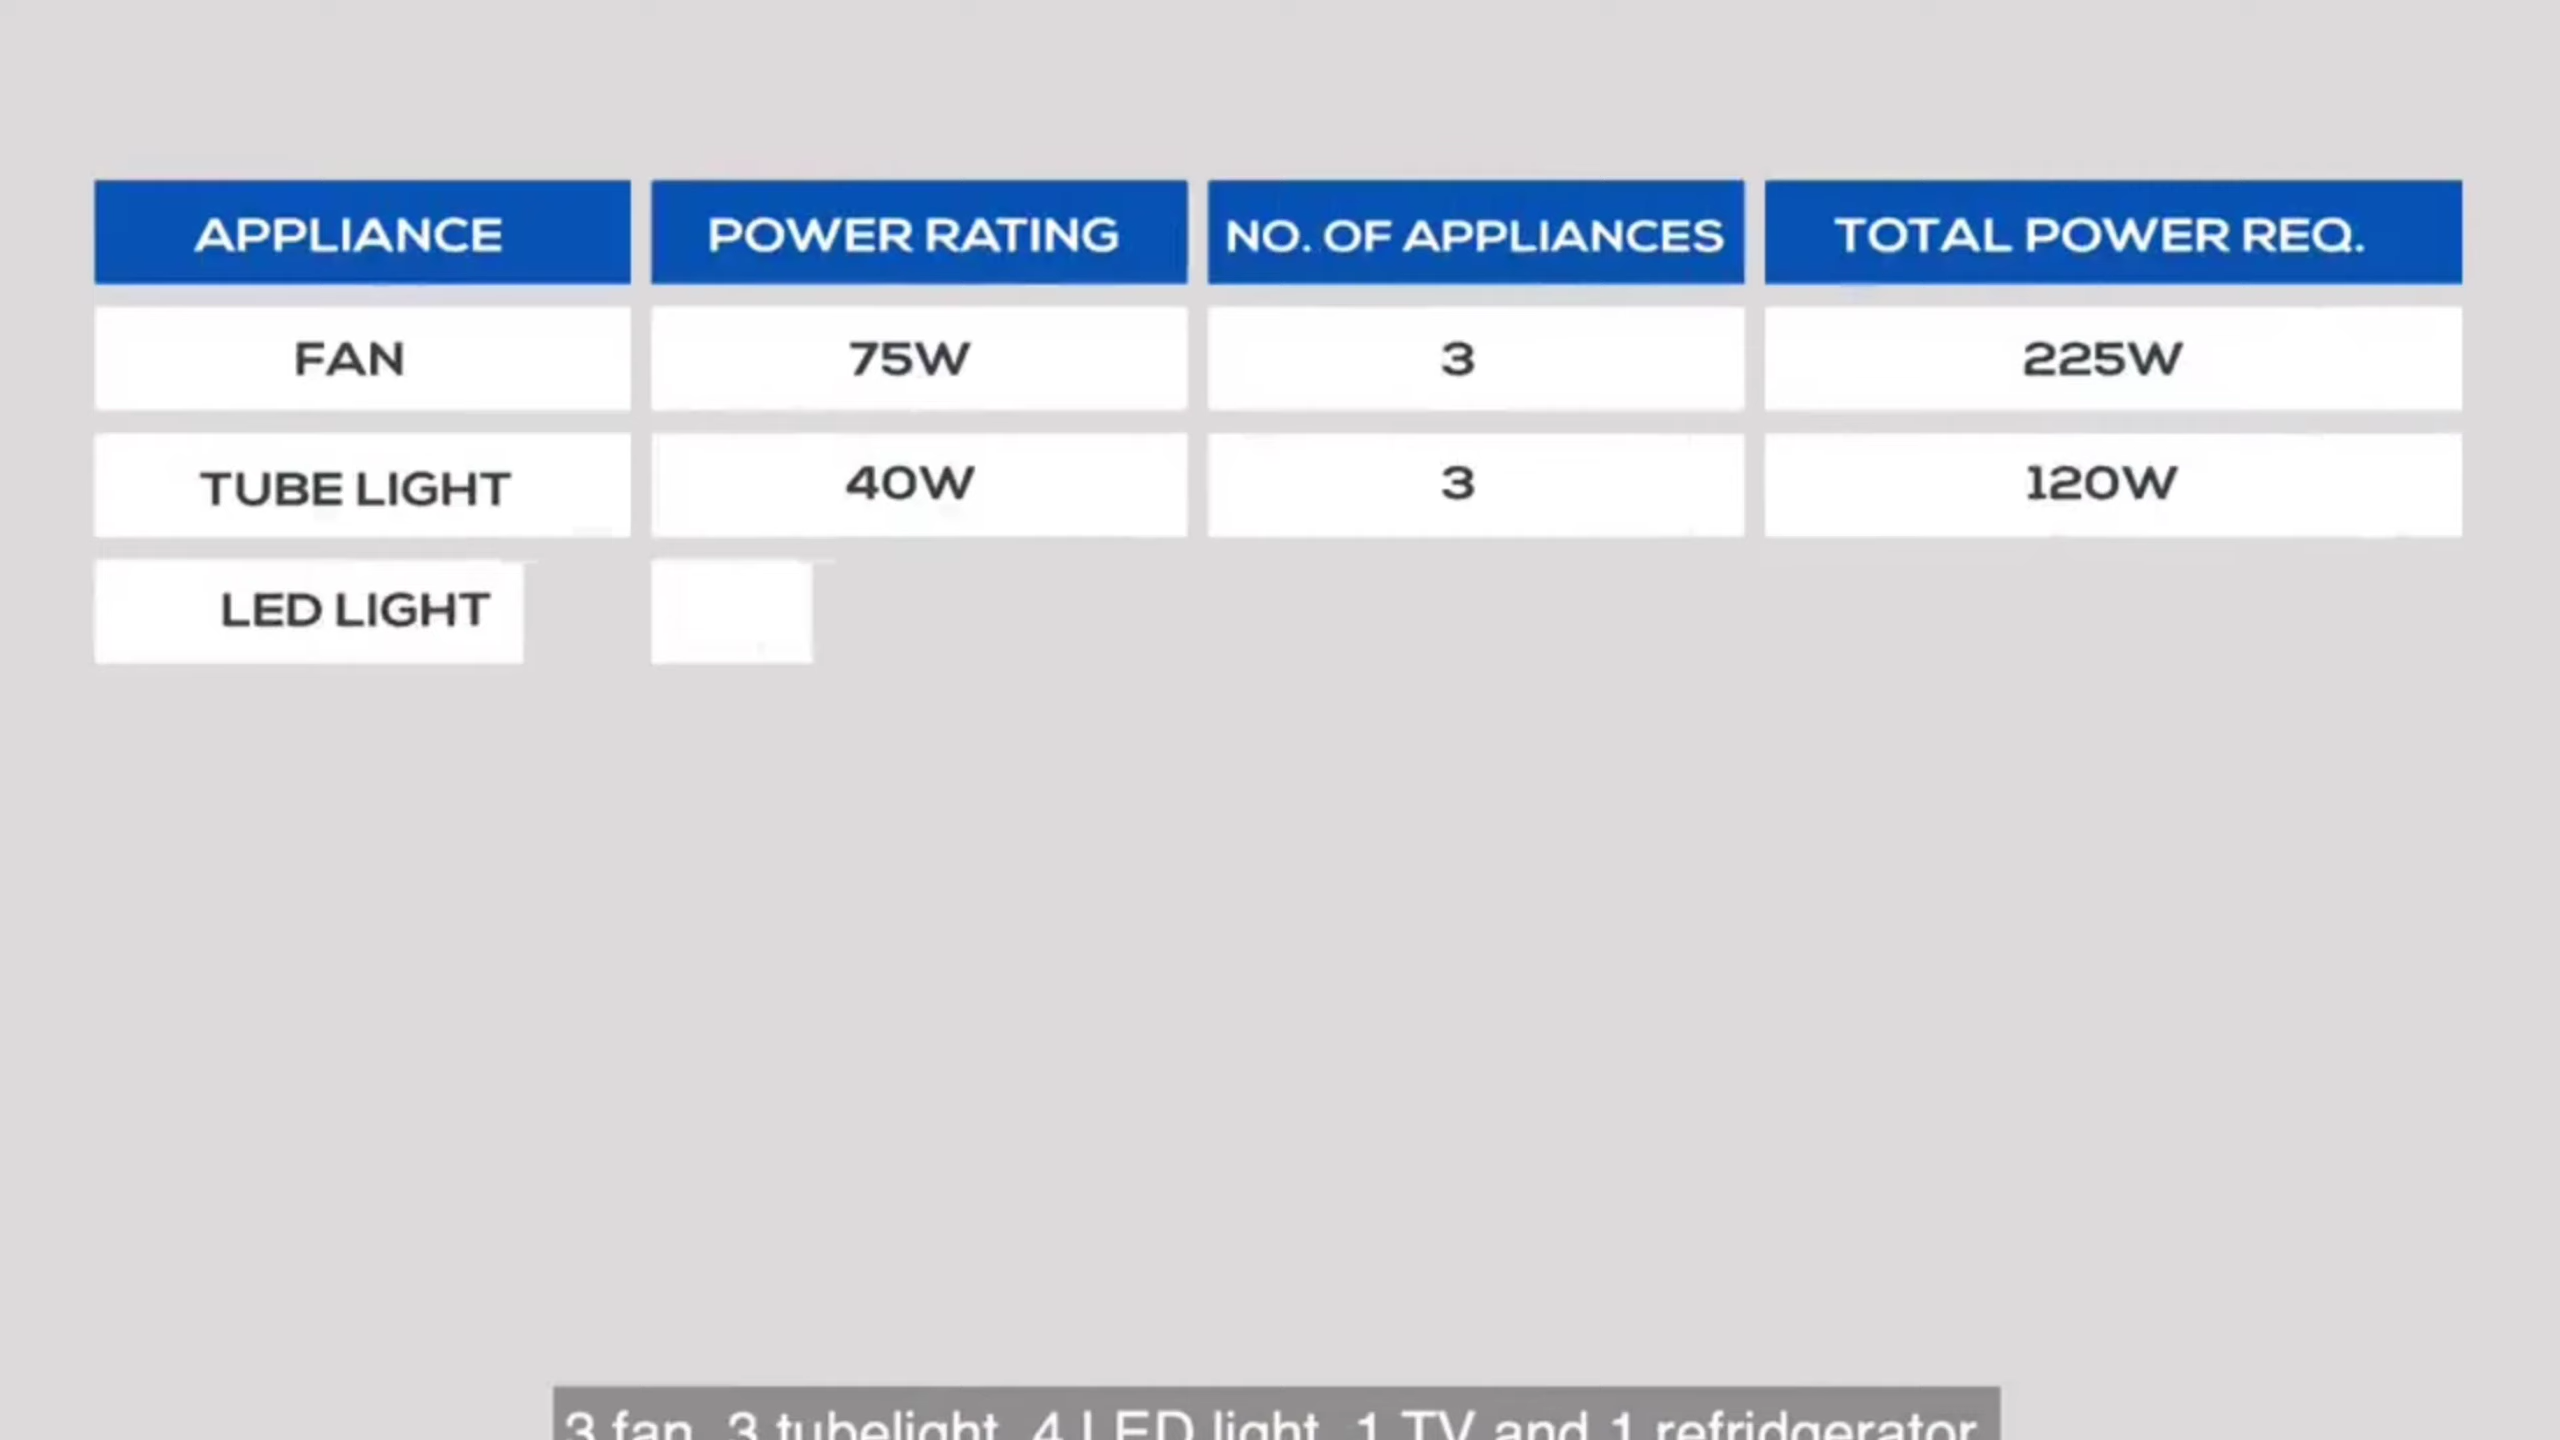 APPLIANCE POWER RATING NO. OF APPLIANCES TOTAL POWER REQ.
FAN 75W 3 225W
TUBE LIGHT 40W 3 120W
LED LIGHT
3 fan, 3 tubelight, 4 LED light, 1 TV and 1 refridgerator